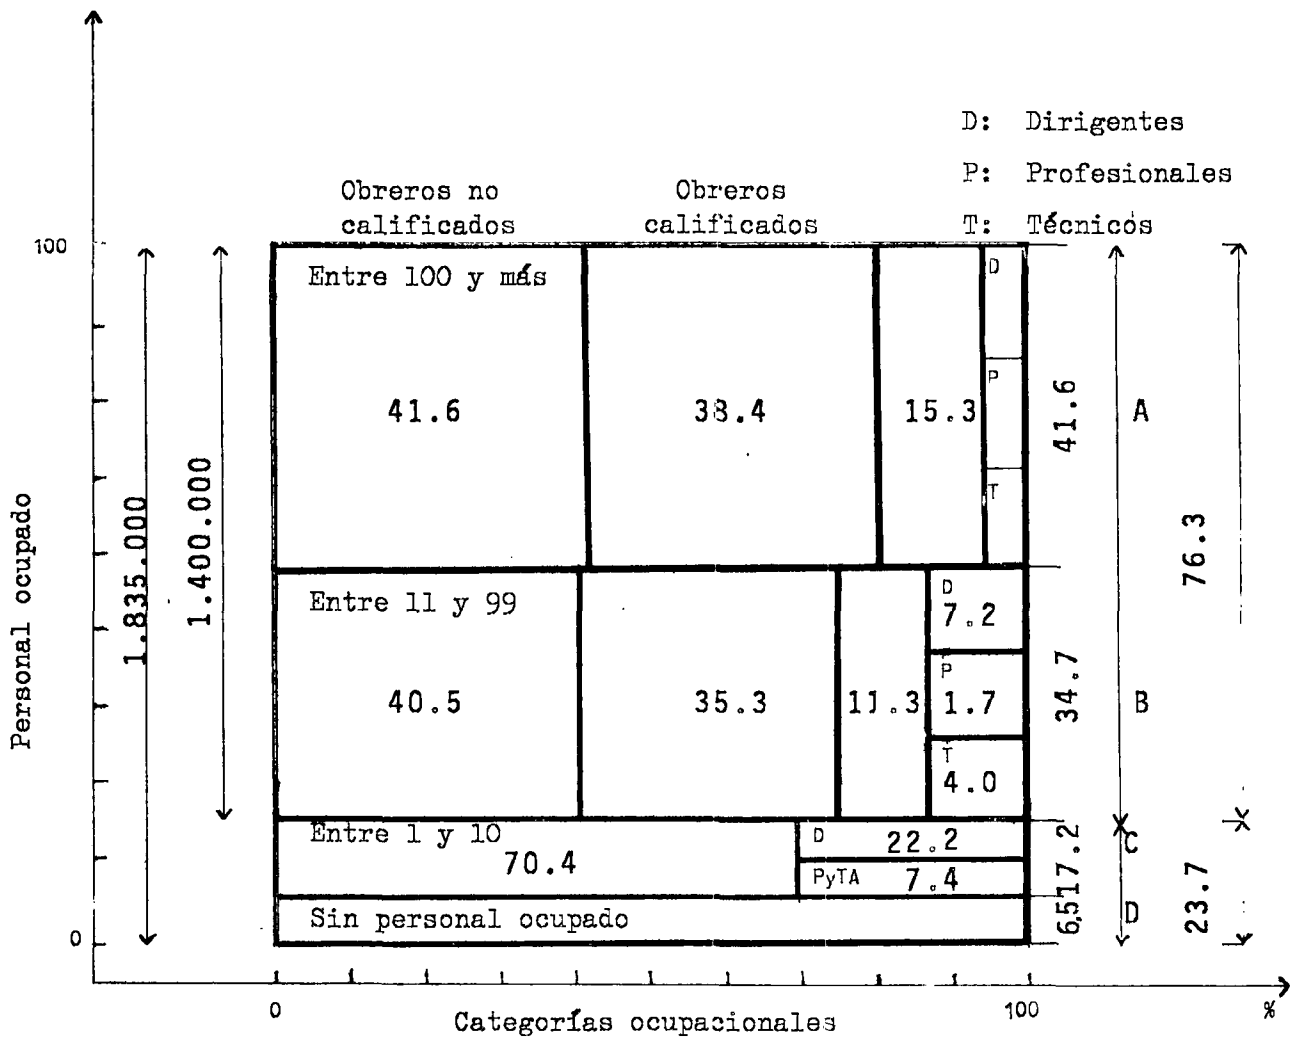 D: Dirigentes
P: Profesionales
T: Técnicos
Obreros no
calificados
Obreros
calificados
100
Entre 100 y más
D
P
T
41.6
38.4
15.3
41.6
A
Personal ocupado
1.835.000
1.400.000
76.3
Entre 11 y 99
D
7.2
P
1.7
T
4.0
40.5
35.3
11.3
34.7
B
Entre 1 y 10
70.4
D 22.2
PyTA 7.4
17.2
C
Sin personal ocupado
6,5
D
23.7
0
0
100
%
Categorías ocupacionales